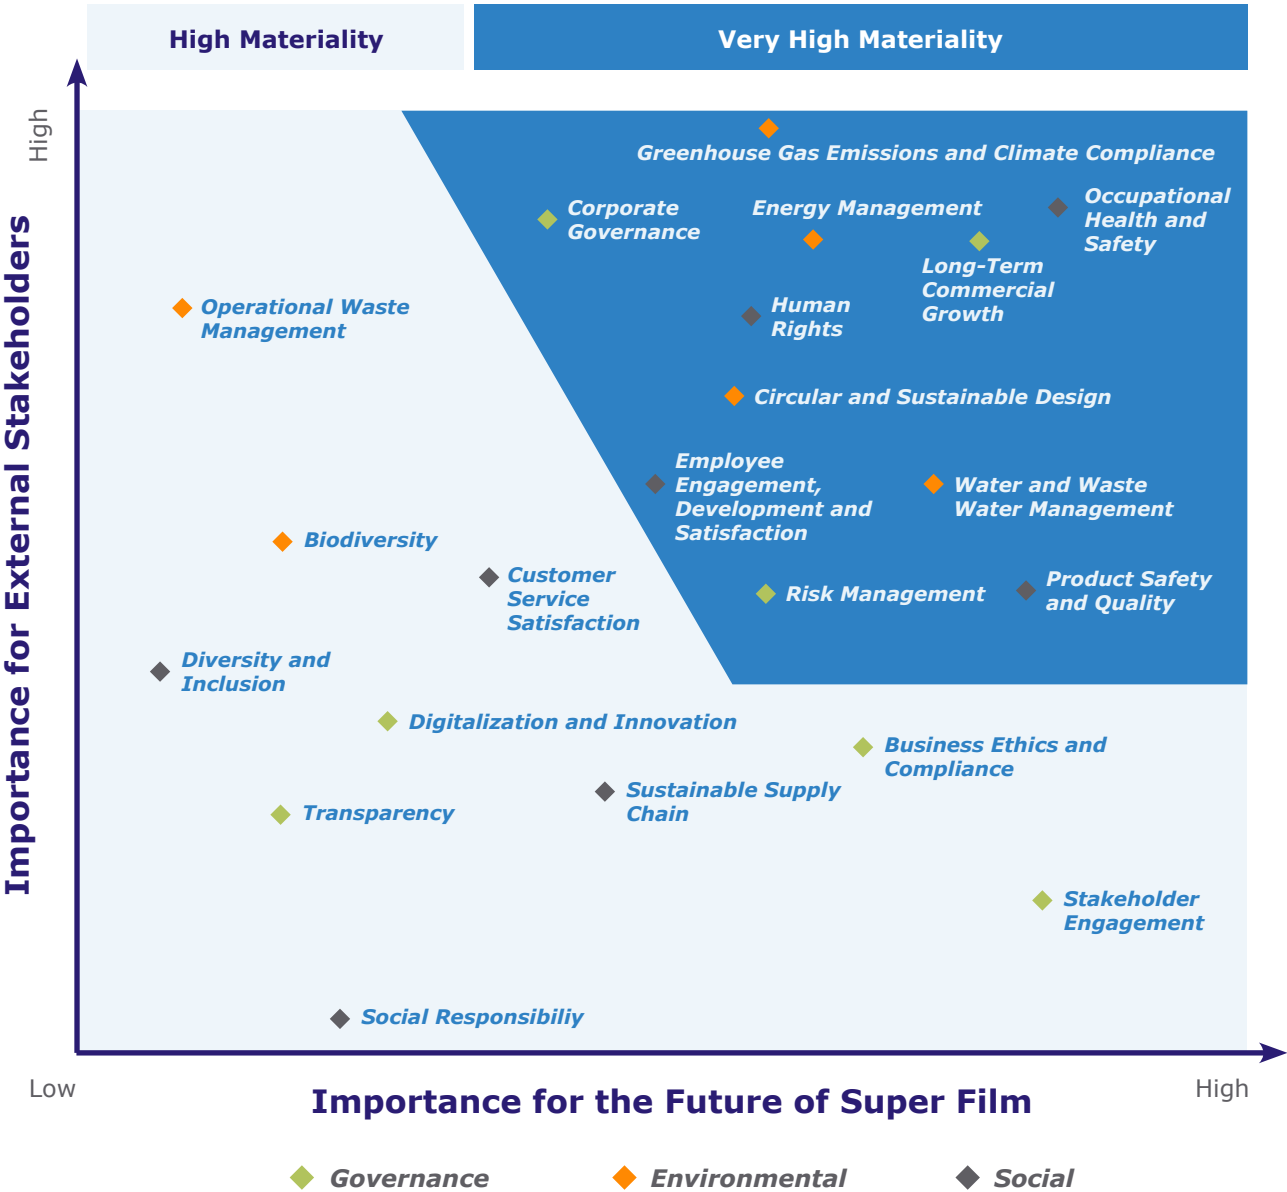 High Materiality
Very High Materiality
High
Importance for External Stakeholders
Greenhouse Gas Emissions and Climate Compliance
Corporate
Governance
Energy Management
Occupational
Health and
Safety
Long-Term
Commercial
Growth
Operational Waste
Management
Human
Rights
Circular and Sustainable Design
Employee
Engagement,
Development and
Satisfaction
Water and Waste
Water Management
Biodiversity
Customer
Service
Satisfaction
Risk Management
Product Safety
and Quality
Diversity and
Inclusion
Digitalization and Innovation
Business Ethics and
Compliance
Sustainable Supply
Chain
Transparency
Stakeholder
Engagement
Social Responsibiliy
Low
High
Importance for the Future of Super Film
Governance
Environmental
Social